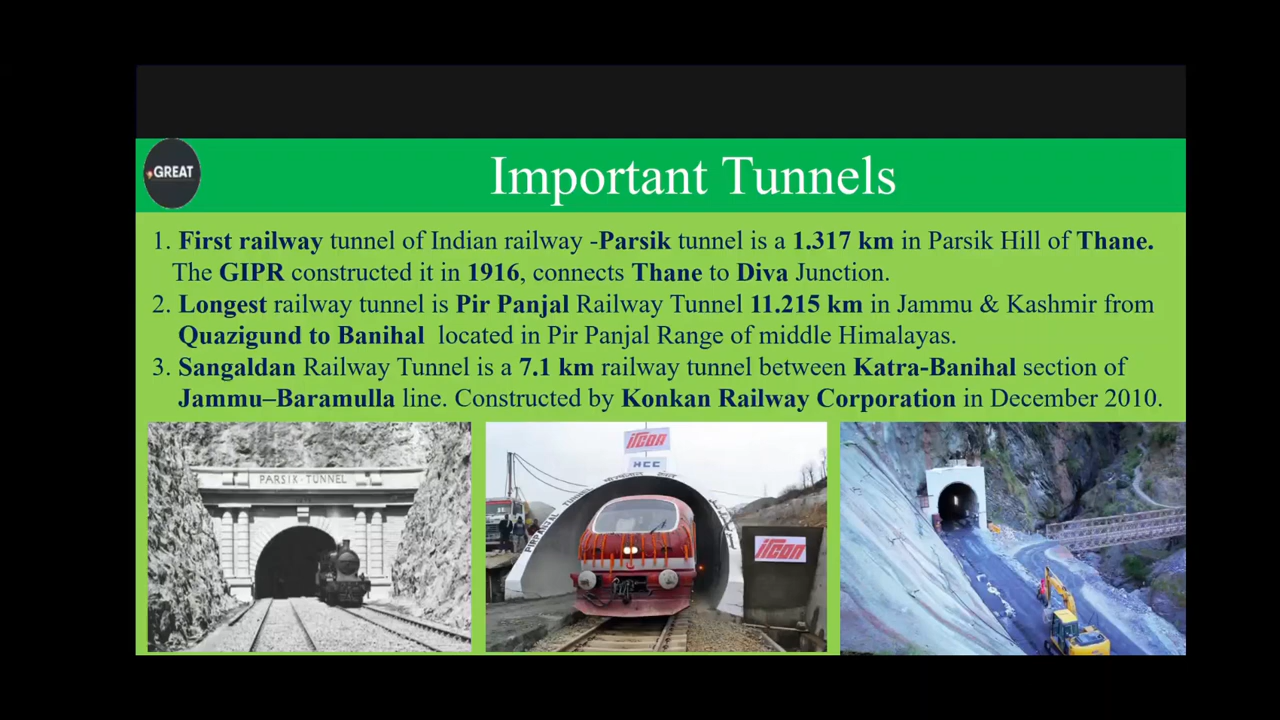 GREAT
Important Tunnels
1. First railway tunnel of Indian railway -Parsik tunnel is a 1.317 km in Parsik Hill of Thane.
The GIPR constructed it in 1916, connects Thane to Diva Junction.
2. Longest railway tunnel is Pir Panjal Railway Tunnel 11.215 km in Jammu & Kashmir from
Quazigund to Banihal located in Pir Panjal Range of middle Himalayas.
3. Sangaldan Railway Tunnel is a 7.1 km railway tunnel between Katra-Banihal section of
Jammu–Baramulla line. Constructed by Konkan Railway Corporation in December 2010.
PARSIK-TUNNEL
ircon
HCC
PIRPANJAL TUNNEL
ircon